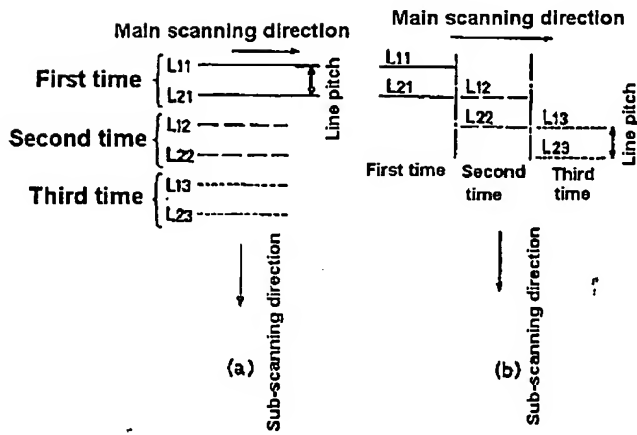 Main scanning direction
First time
L11
L21
Second time
L12
L22
Third time
L13
L23
Line pitch
Sub-scanning direction
(a)
Main scanning direction
L11
L21
L12
L22
L13
L23
Line pitch
First time
Second
time
Third
time
Sub-scanning direction
(b)